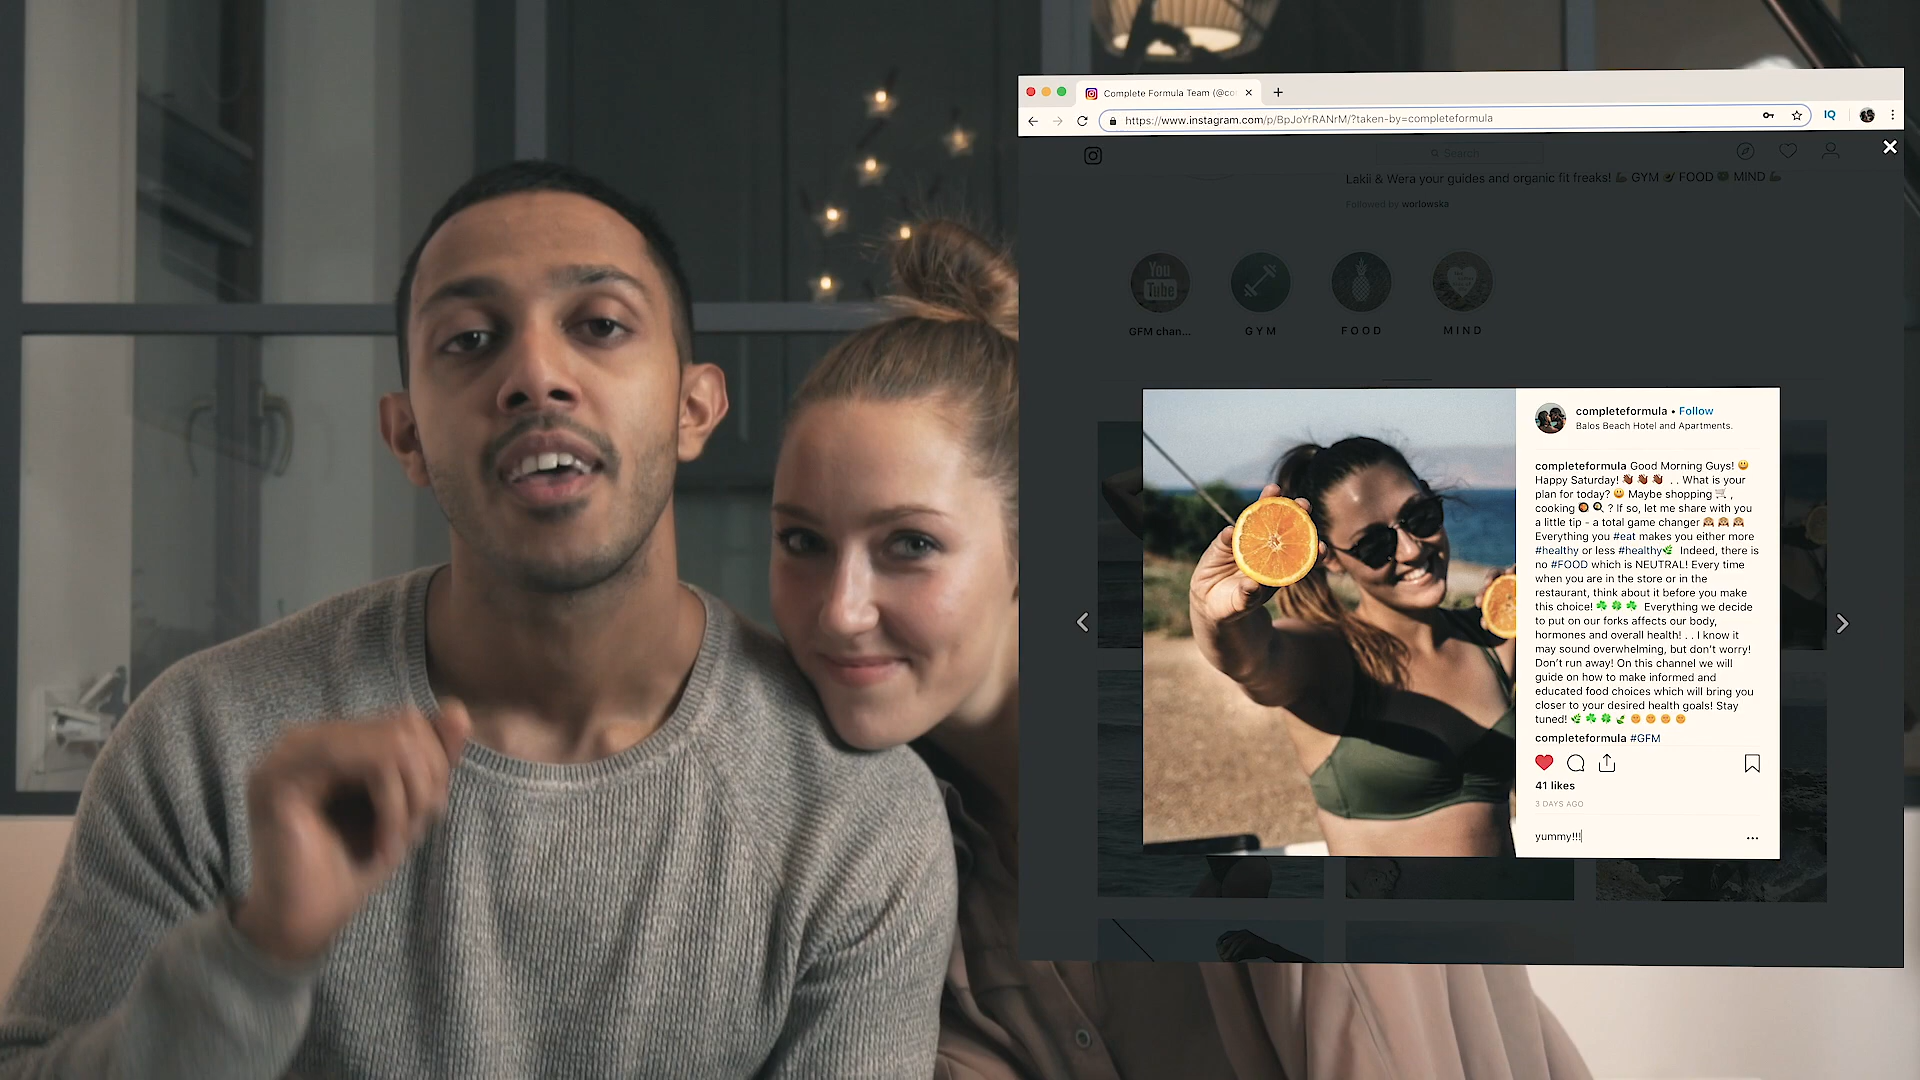 Complete Formula Team (@co
https://www.instagram.com/p/BpJoYrRANrM/?taken-by=completeformula
IQ
Search
Lakil & Wera your guides and organic fit freaks! 💪 GYM 🥑 FOOD 🧠 MIND 💪
Followed by worlowska
You
Tube
GFM chan...
GYM
FOOD
MIND
completeformula • Follow
Balos Beach Hotel and Apartments.
completeformula Good Morning Guys! 😃
Happy Saturday! 👏🏾 👏🏾 👏🏾 . . What is your
plan for today? 😃 Maybe shopping 🛒 ,
cooking 🥘 🍳 ? If so, let me share with you
a little tip - a total game changer 🙈 🙈 🙈
Everything you #eat makes you either more
#healthy or less #healthy🌿 Indeed, there is
no #FOOD which is NEUTRAL! Every time
when you are in the store or in the
restaurant, think about it before you make
this choice! ☘️ 🍀 ☘️ Everything we decide
to put on our forks affects our body,
hormones and overall health! . . I know it
may sound overwhelming, but don't worry!
Don't run away! On this channel we will
guide on how to make informed and
educated food choices which will bring you
closer to your desired health goals! Stay
tuned! 🌿 ☘️ 🍀 🍃 🌞 🌞 🌞 🌞
completeformula #GFM
41 likes
3 DAYS AGO
yummy!!!